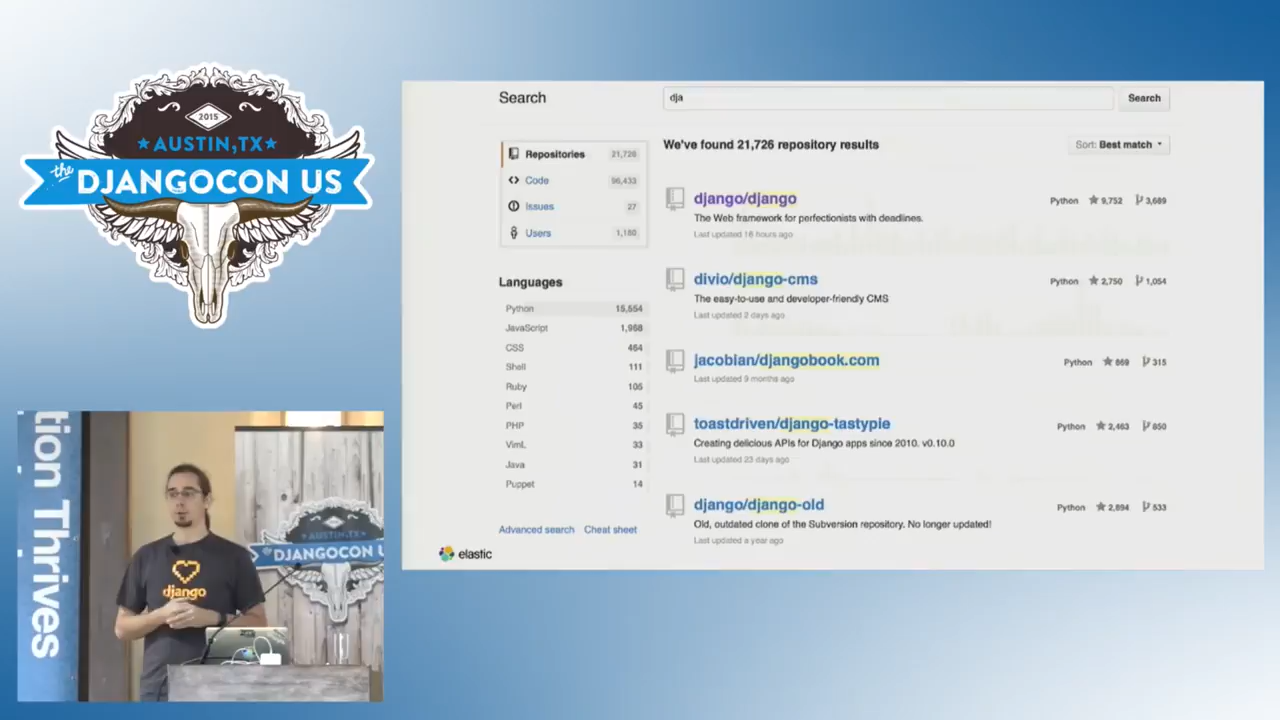 2015
AUSTIN,TX
the
DJANGOCON US
tion Thrives
django
AUSTIN,TX
DJANGOCON U
Search
dja
Search
Repositories 21,726
Code 96,433
Issues 27
Users 1,180
We've found 21,726 repository results
Sort: Best match
Languages
Python 15,554
JavaScript 1,968
CSS 464
Shell 111
Ruby 105
Perl 45
PHP 35
VimL 33
Java 31
Puppet 14
Advanced search Cheat sheet
elastic
django/django
Python 9,752 3,689
The Web framework for perfectionists with deadlines.
Last updated 16 hours ago
divio/django-cms
Python 2,750 1,054
The easy-to-use and developer-friendly CMS
Last updated 2 days ago
jacobian/djangobook.com
Python 669 315
Last updated 9 months ago
toastdriven/django-tastypie
Python 2,463 850
Creating delicious APIs for Django apps since 2010. v0.10.0
Last updated 23 days ago
django/django-old
Python 2,894 533
Old, outdated clone of the Subversion repository. No longer updated!
Last updated a year ago